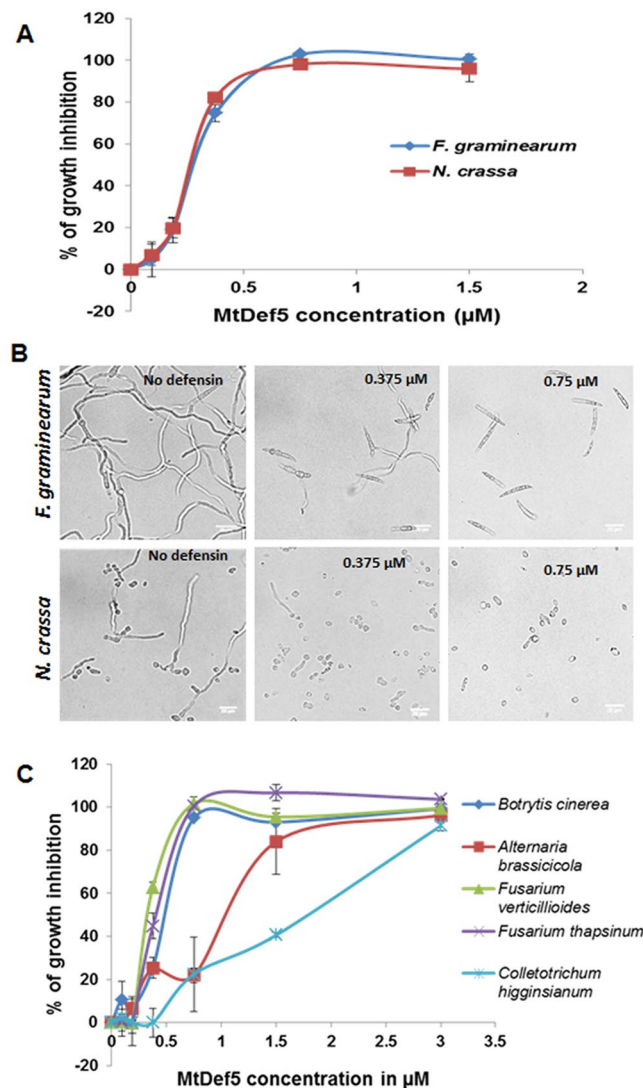 A
120
100
80
60
40
20
0
-20
% of growth inhibition
F. graminearum
N. crassa
0
0.5
1
1.5
2
MtDef5 concentration (µM)
B
F. graminearum
No defensin
0.375 µM
0.75 µM
N. crassa
No defensin
0.375 µM
0.75 µM
C
120
100
80
60
40
20
0
-20
% of growth inhibition
Botrytis cinerea
Alternaria
brassicicola
Fusarium
verticillioides
Fusarium thapsinum
Colletotrichum
higginsianum
0
0.5
1
1.5
2
2.5
3
3.5
MtDef5 concentration in µM